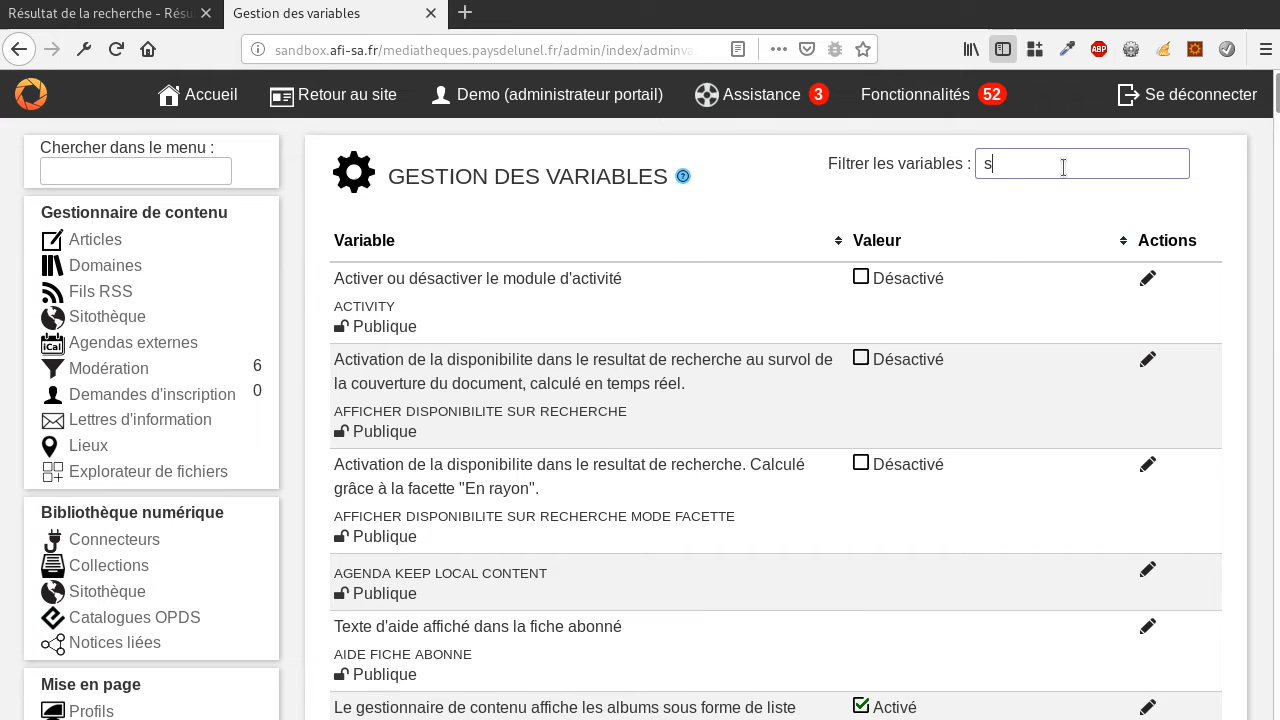 Résultat de la recherche - Résu
Gestion des variables
sandbox.afi-sa.fr/mediatheques.paysdelunel.fr/admin/index/adminva
ABP
Accueil
Retour au site
Demo (administrateur portail)
Assistance 3
Fonctionnalités 52
Se déconnecter
Chercher dans le menu :
Gestionnaire de contenu
Articles
Domaines
Fils RSS
Sitothèque
iCal Agendas externes
Modération 6
Demandes d'inscription 0
Lettres d'information
Lieux
Explorateur de fichiers
Bibliothèque numérique
Connecteurs
Collections
Sitothèque
Catalogues OPDS
Notices liées
Mise en page
Profils
GESTION DES VARIABLES ?
Filtrer les variables : s
Variable Valeur Actions
Activer ou désactiver le module d'activité Désactivé
ACTIVITY
Publique
Activation de la disponibilite dans le resultat de recherche au survol de Désactivé
la couverture du document, calculé en temps réel.
AFFICHER DISPONIBILITE SUR RECHERCHE
Publique
Activation de la disponibilite dans le resultat de recherche. Calculé Désactivé
grâce à la facette "En rayon".
AFFICHER DISPONIBILITE SUR RECHERCHE MODE FACETTE
Publique
AGENDA KEEP LOCAL CONTENT
Publique
Texte d'aide affiché dans la fiche abonné
AIDE FICHE ABONNE
Publique
Le gestionnaire de contenu affiche les albums sous forme de liste Activé